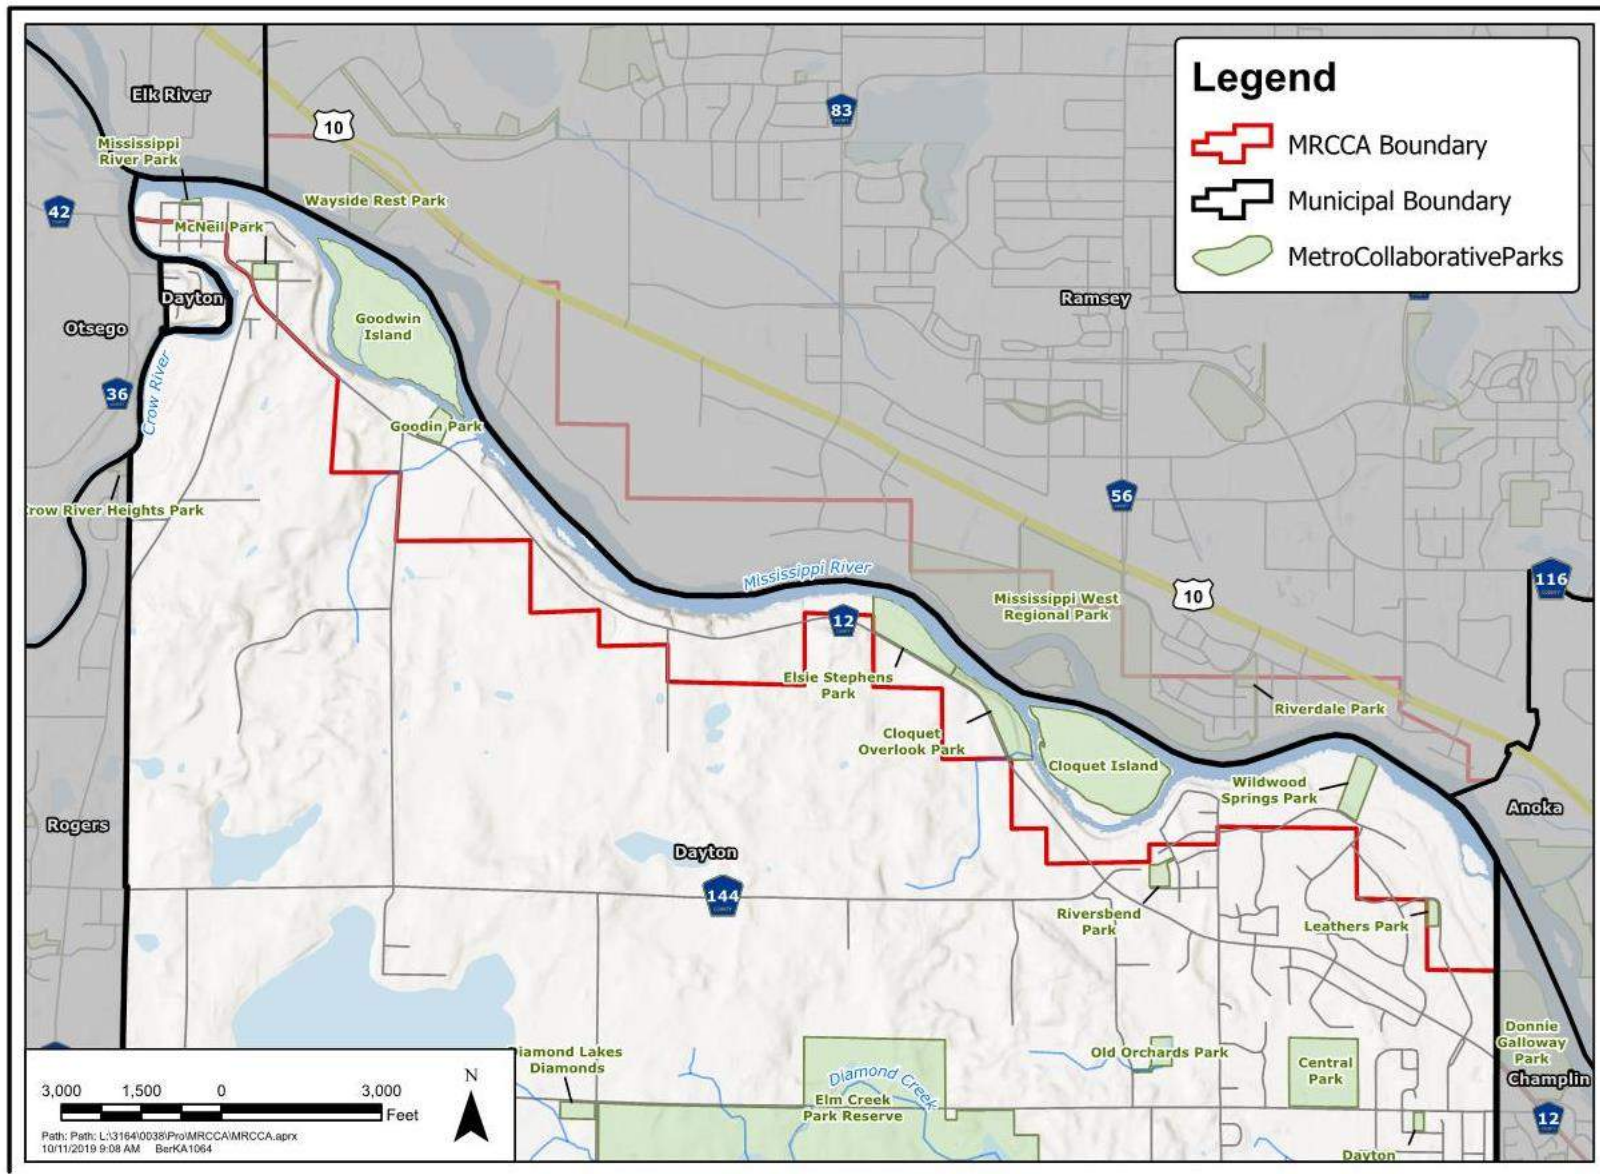 Legend
MRCCA Boundary
Municipal Boundary
MetroCollaborativeParks
Elk River
10
83
Mississippi
River Park
42
Wayside Rest Park
McNeil Park
Dayton
Otsego
Goodwin
Island
Ramsey
36
Crow River
Goodin Park
56
row River Heights Park
Mississippi River
116
10
12
Mississippi West
Regional Park
Elsie Stephens
Park
Riverdale Park
Cloquet
Overlook Park
Cloquet Island
Wildwood
Springs Park
Anoka
Rogers
Dayton
144
Riversbend
Park
Leathers Park
Donnie
Galloway
Park
Diamond Lakes
Diamonds
Old Orchards Park
Central
Park
Diamond Creek
Elm Creek
Park Reserve
Champlin
12
Dayton
3,000 1,500 0 3,000
Feet
N
Path: Path: L:\3164\0038\Pro\MRCCA\MRCCA.aprx
10/11/2019 9:08 AM BerKA1064